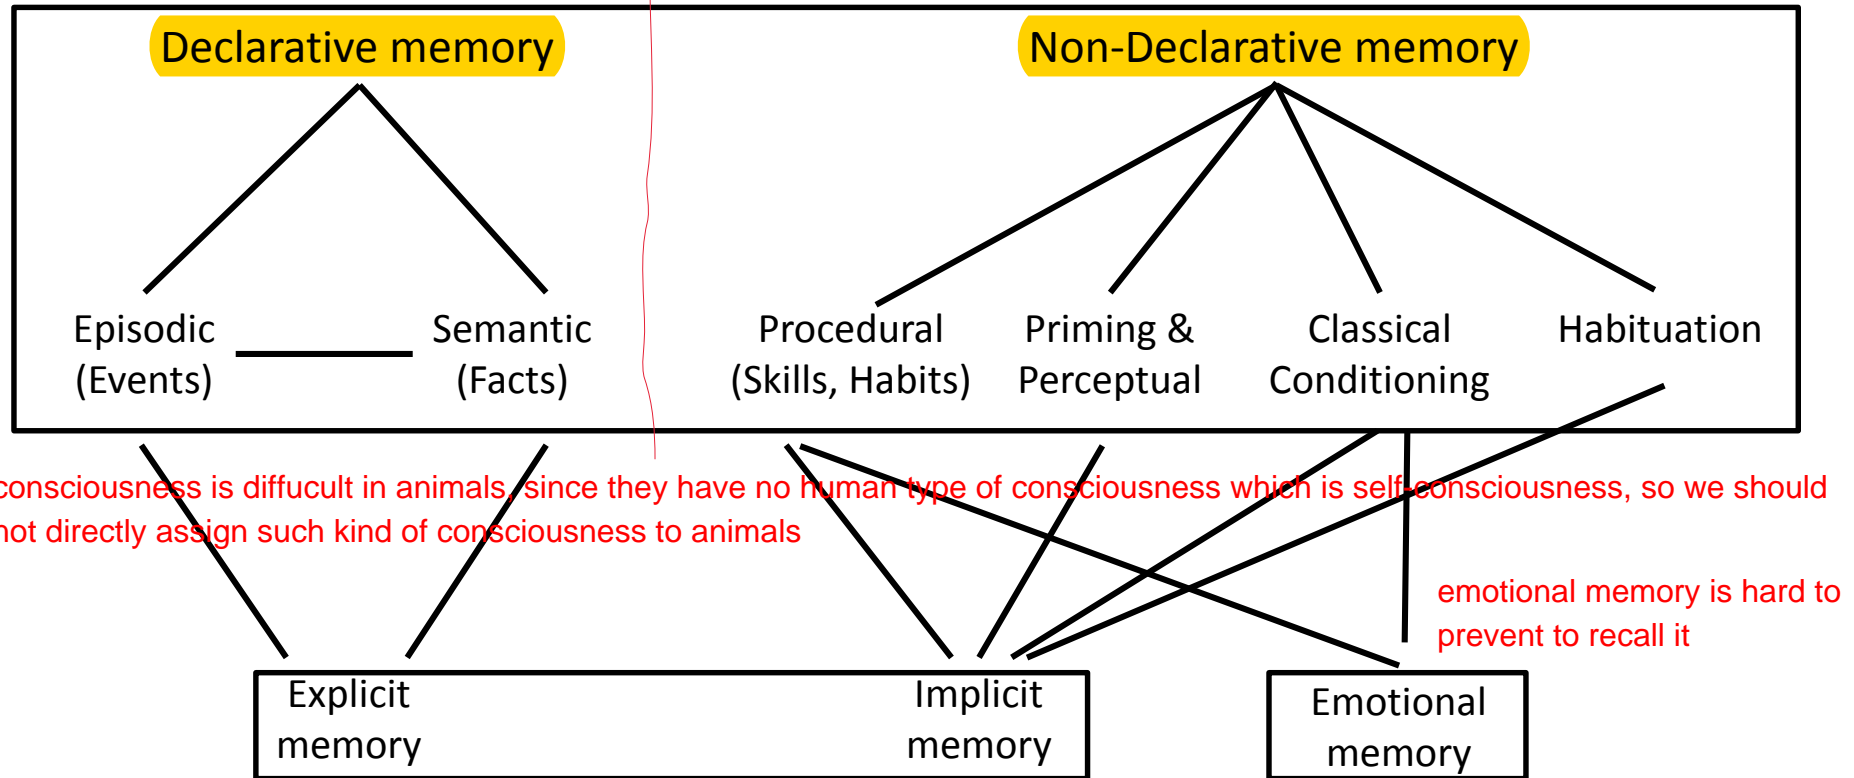 Declarative memory
Non-Declarative memory
Episodic
(Events)
Semantic
(Facts)
Procedural
(Skills, Habits)
Priming &
Perceptual
Classical
Conditioning
Habituation
consciousness is diffucult in animals, since they have no human type of consciousness which is self-consciousness, so we should
not directly assign such kind of consciousness to animals
emotional memory is hard to
prevent to recall it
Explicit
memory
Implicit
memory
Emotional
memory